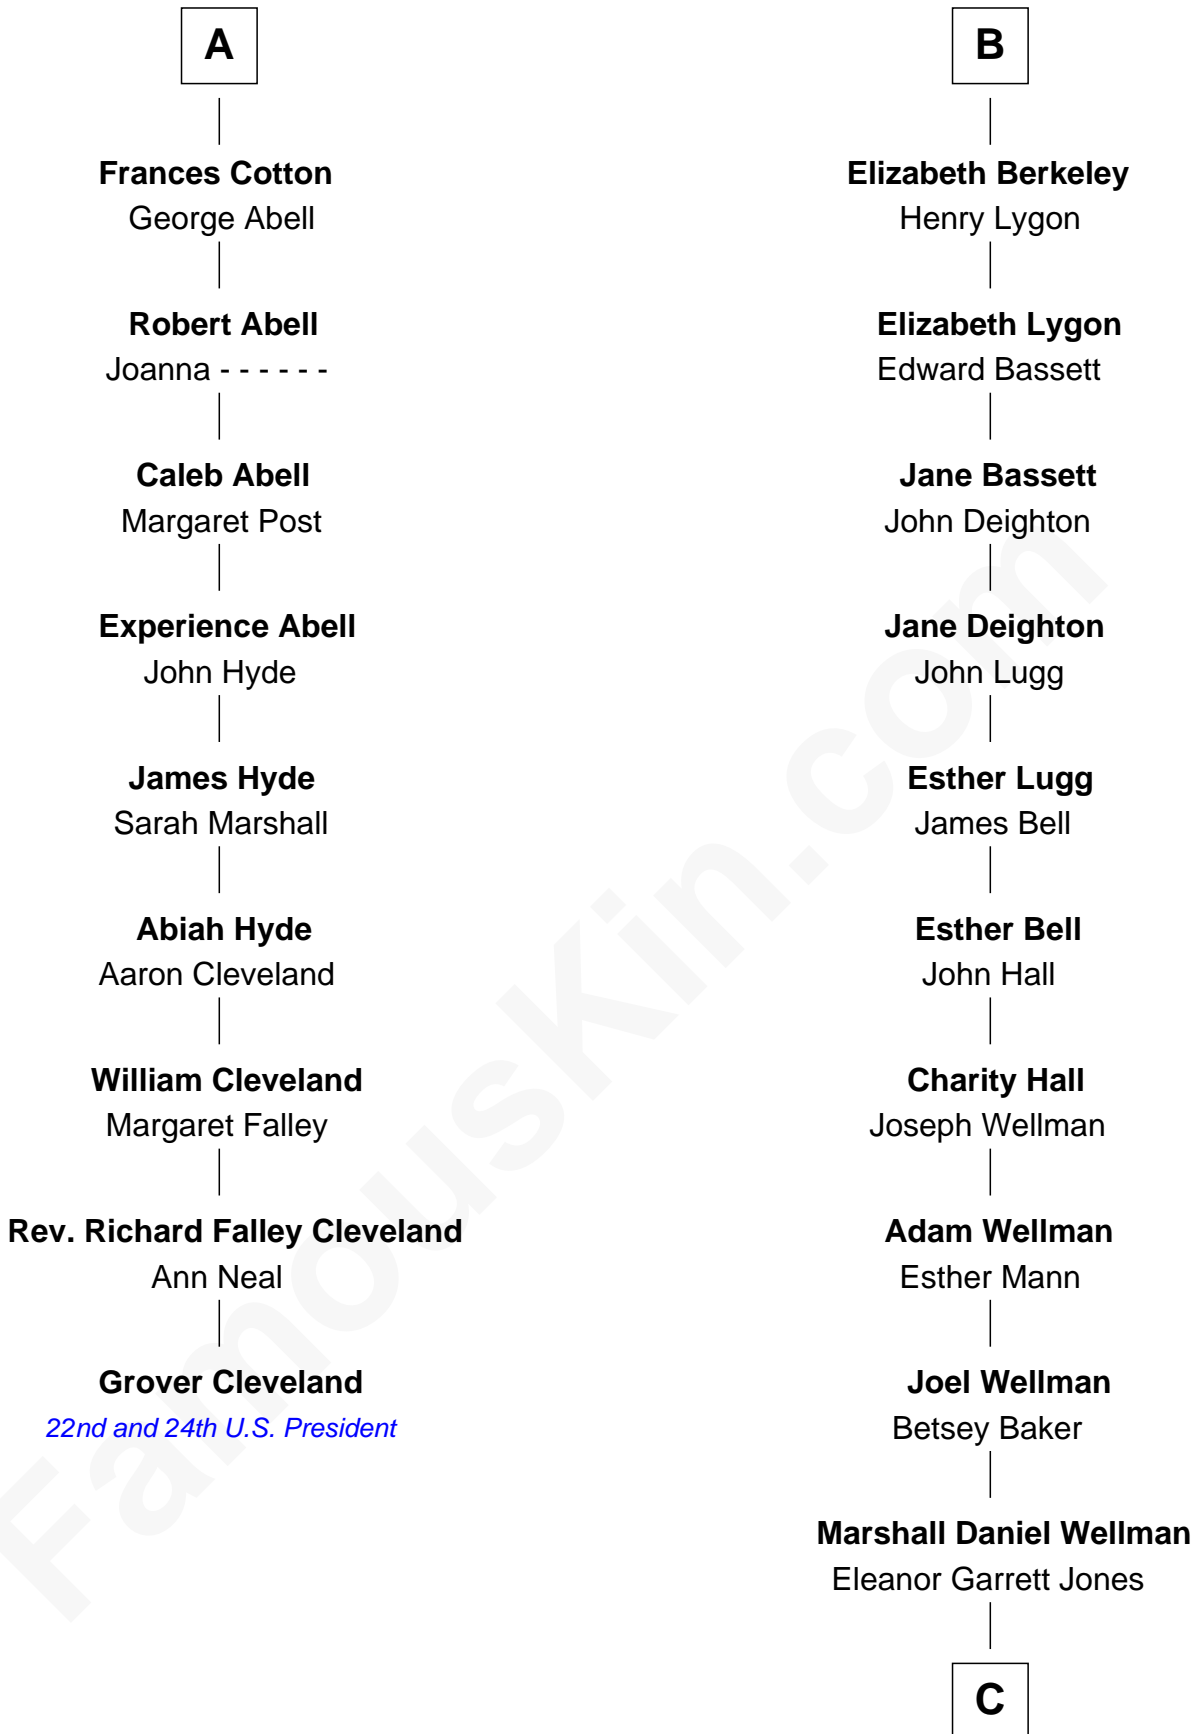 A
Frances Cotton
George Abell
Robert Abell
Joanna - - - - - -
Caleb Abell
Margaret Post
Experience Abell
John Hyde
James Hyde
Sarah Marshall
Abiah Hyde
Aaron Cleveland
William Cleveland
Margaret Falley
Rev. Richard Falley Cleveland
Ann Neal
Grover Cleveland
22nd and 24th U.S. President
B
Elizabeth Berkeley
Henry Lygon
Elizabeth Lygon
Edward Bassett
Jane Bassett
John Deighton
Jane Deighton
John Lugg
Esther Lugg
James Bell
Esther Bell
John Hall
Charity Hall
Joseph Wellman
Adam Wellman
Esther Mann
Joel Wellman
Betsey Baker
Marshall Daniel Wellman
Eleanor Garrett Jones
C
FamousKin.com